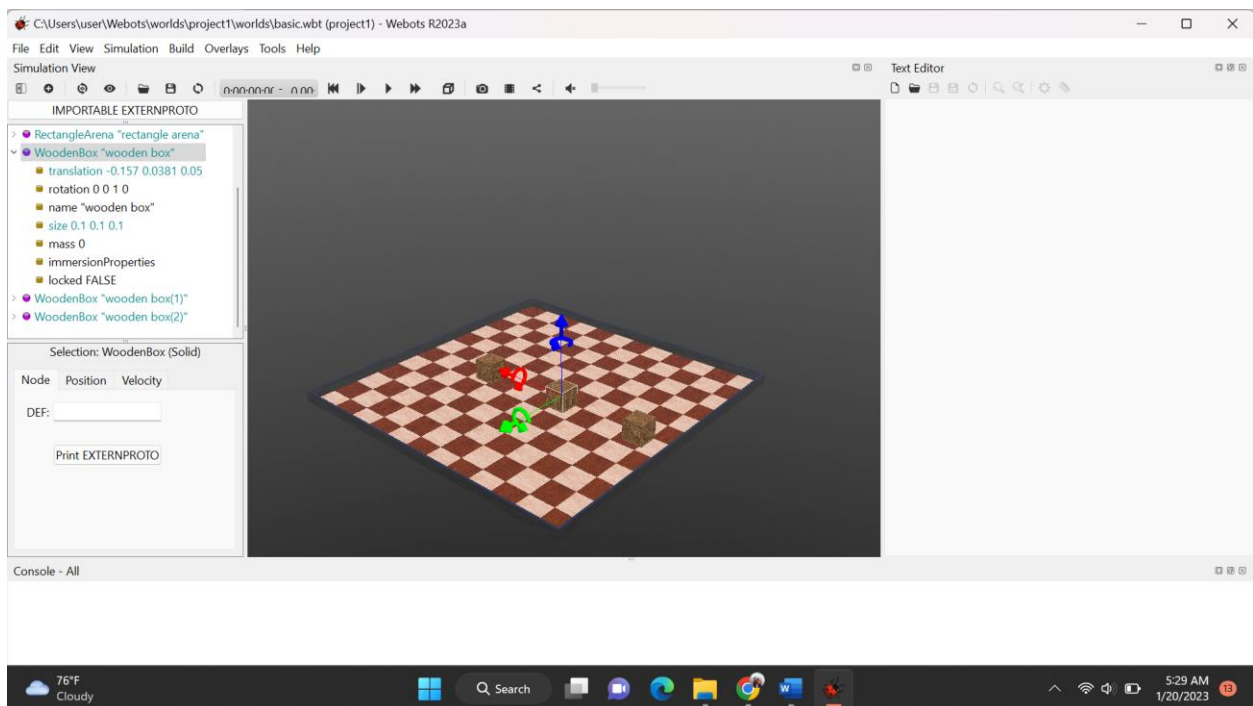 C:\Users\user\Webots\worlds\project1\worlds\basic.wbt (project1) - Webots R2023a
File Edit View Simulation Build Overlays Tools Help
Simulation View
Text Editor
IMPORTABLE EXTERNPROTO
RectangleArena "rectangle arena"
WoodenBox "wooden box"
translation -0.157 0.0381 0.05
rotation 0 0 1 0
name "wooden box"
size 0.1 0.1 0.1
mass 0
immersionProperties
locked FALSE
WoodenBox "wooden box(1)"
WoodenBox "wooden box(2)"
Selection: WoodenBox (Solid)
Node Position Velocity
DEF:
Print EXTERNPROTO
Console - All
76°F
Cloudy
Search
5:29 AM
1/20/2023
13